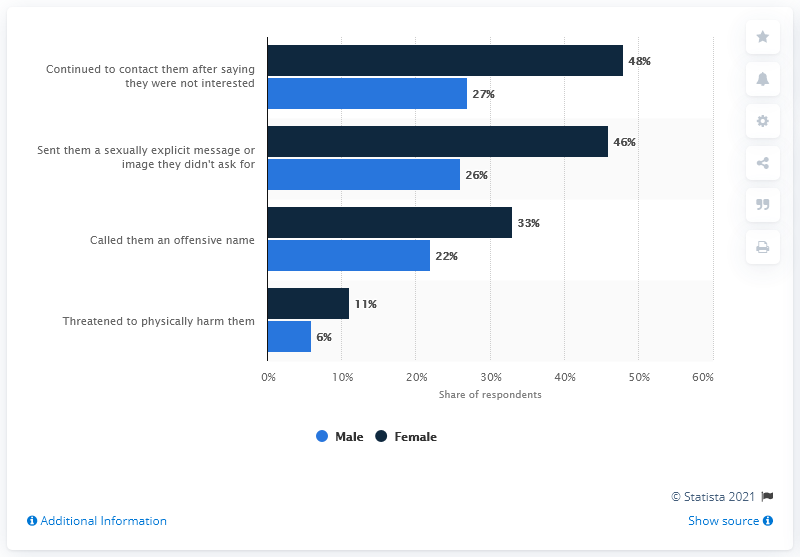 Continued to contact them after saying
they were not interested
48%
27%
Sent them a sexually explicit message or
image they didn't ask for
46%
26%
Called them an offensive name
33%
22%
Threatened to physically harm them
11%
6%
0% 10% 20% 30% 40% 50% 60%
Share of respondents
Male Female
© Statista 2021
Additional Information Show source